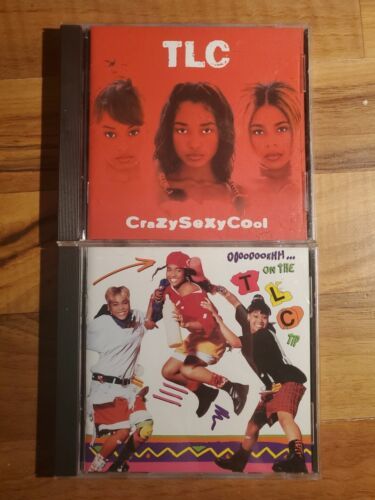 TLC
CraZySeXyCool
OOOOOOOHHH...
ON THE
TLC
TIP